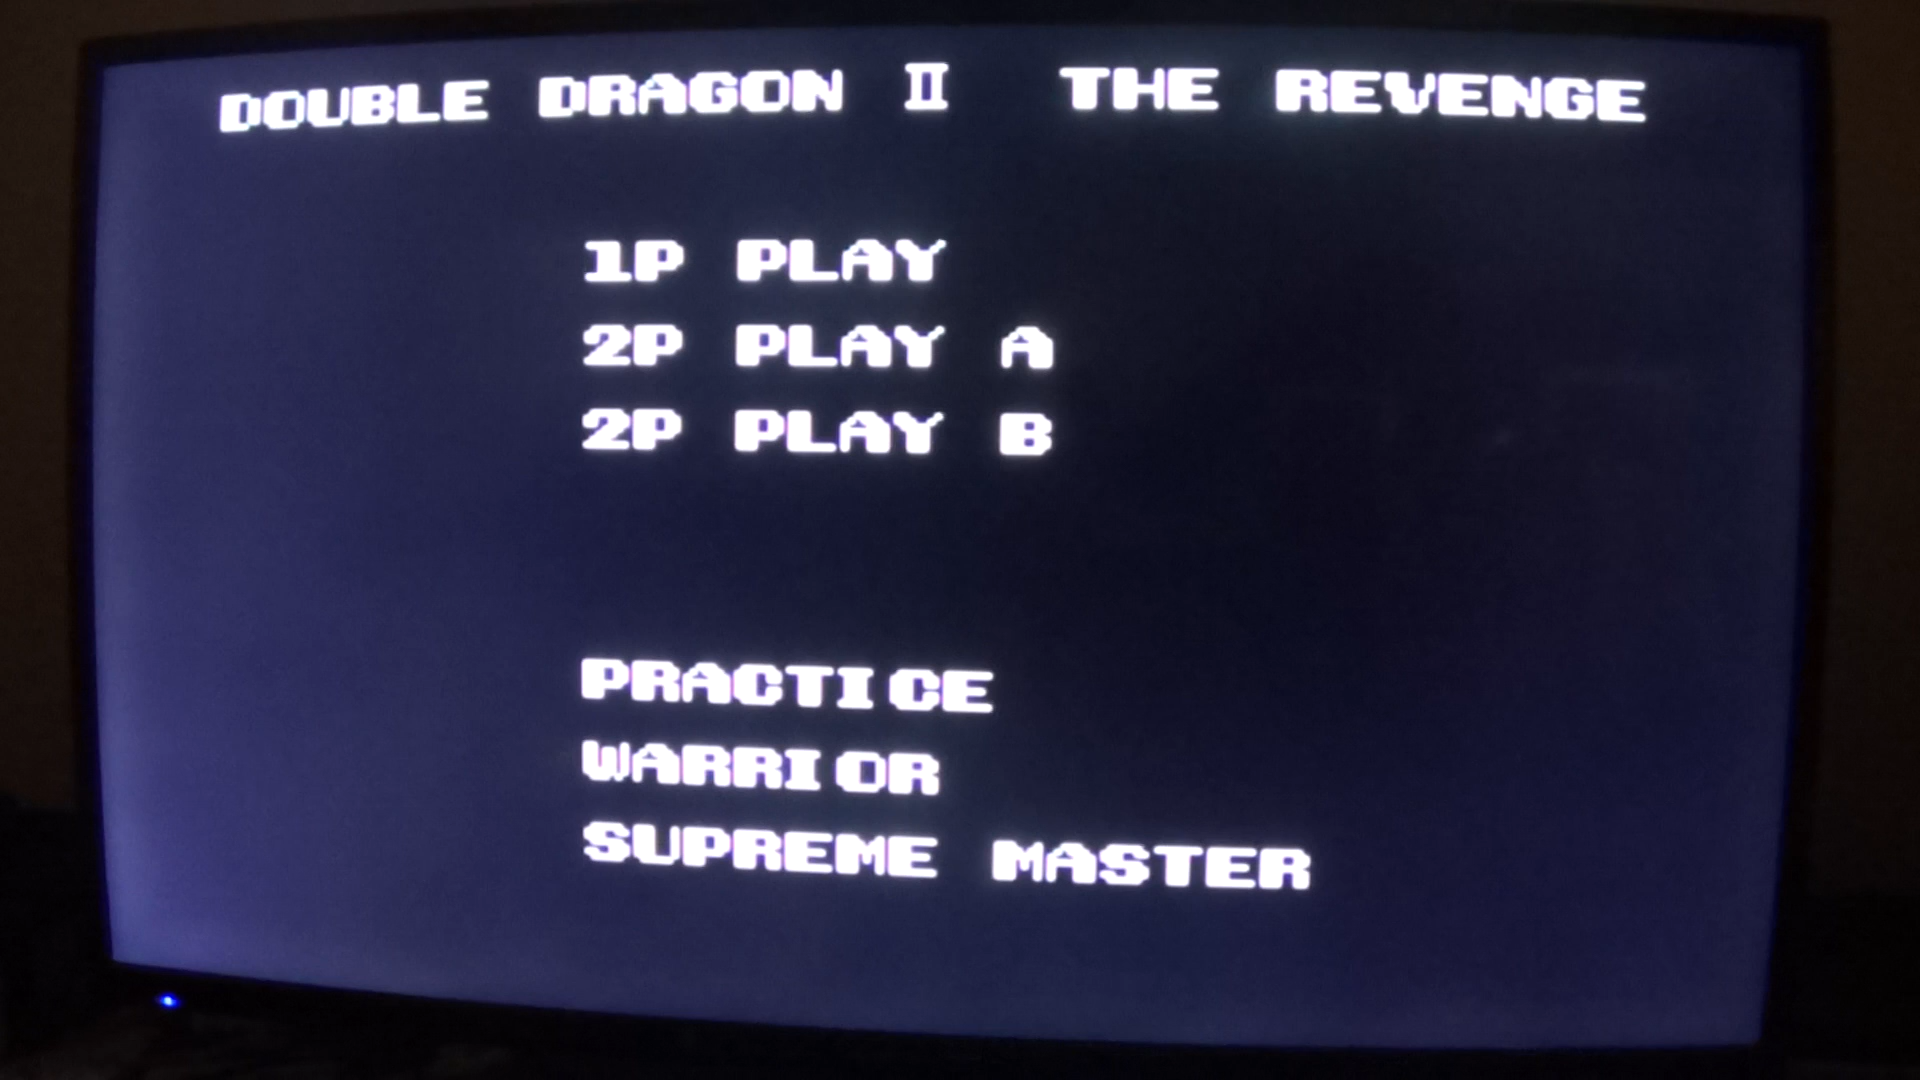 DOUBLE DRAGON II THE REVENGE
1P PLAY
2P PLAY A
2P PLAY B
PRACTICE
WARRIOR
SUPREME MASTER